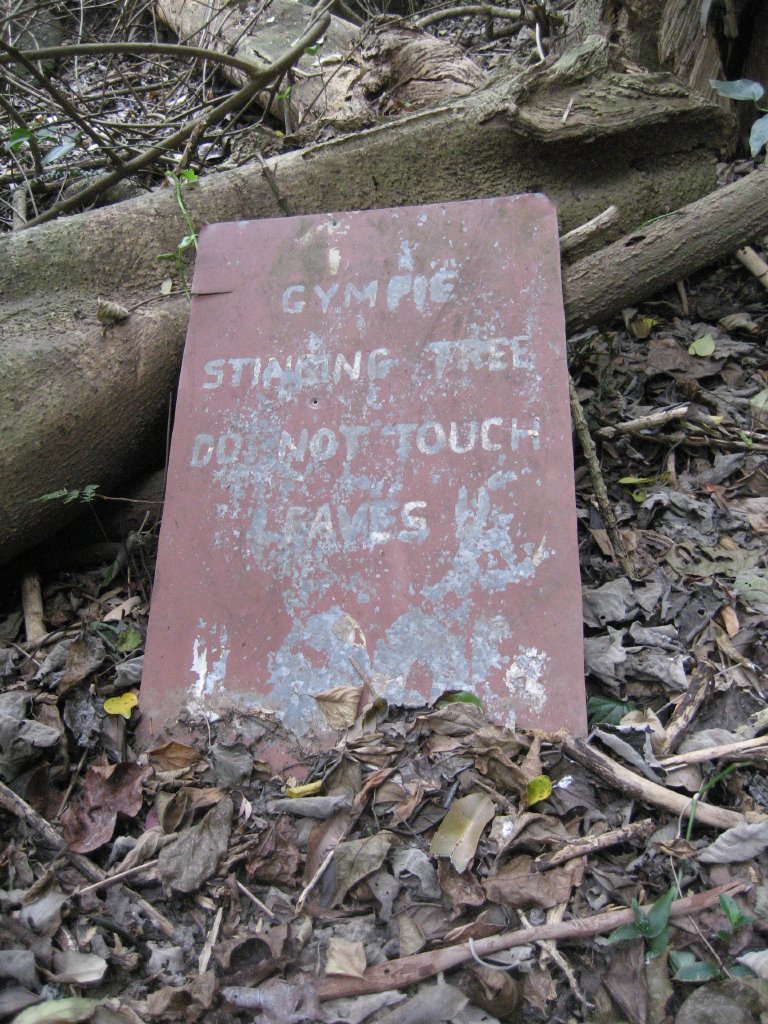 GYMPIE
STINGING TREE
DO NOT TOUCH
LEAVES